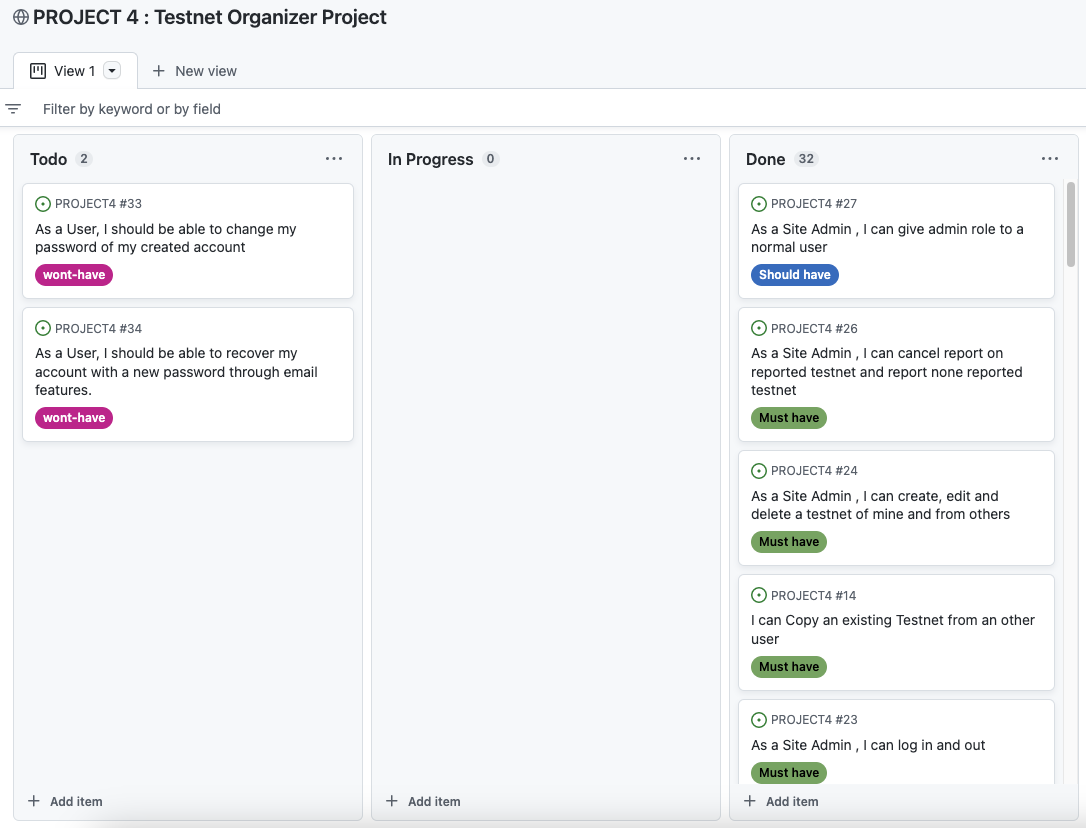 PROJECT 4 : Testnet Organizer Project
View 1
New view
Filter by keyword or by field
Todo 2
PROJECT4 #33
As a User, I should be able to change my
password of my created account
wont-have
PROJECT4 #34
As a User, I should be able to recover my
account with a new password through email
features.
wont-have
Add item
In Progress 0
Add item
Done 32
PROJECT4 #27
As a Site Admin , I can give admin role to a
normal user
Should have
PROJECT4 #26
As a Site Admin , I can cancel report on
reported testnet and report none reported
testnet
Must have
PROJECT4 #24
As a Site Admin , I can create, edit and
delete a testnet of mine and from others
Must have
PROJECT4 #14
I can Copy an existing Testnet from an other
user
Must have
PROJECT4 #23
As a Site Admin , I can log in and out
Must have
Add item